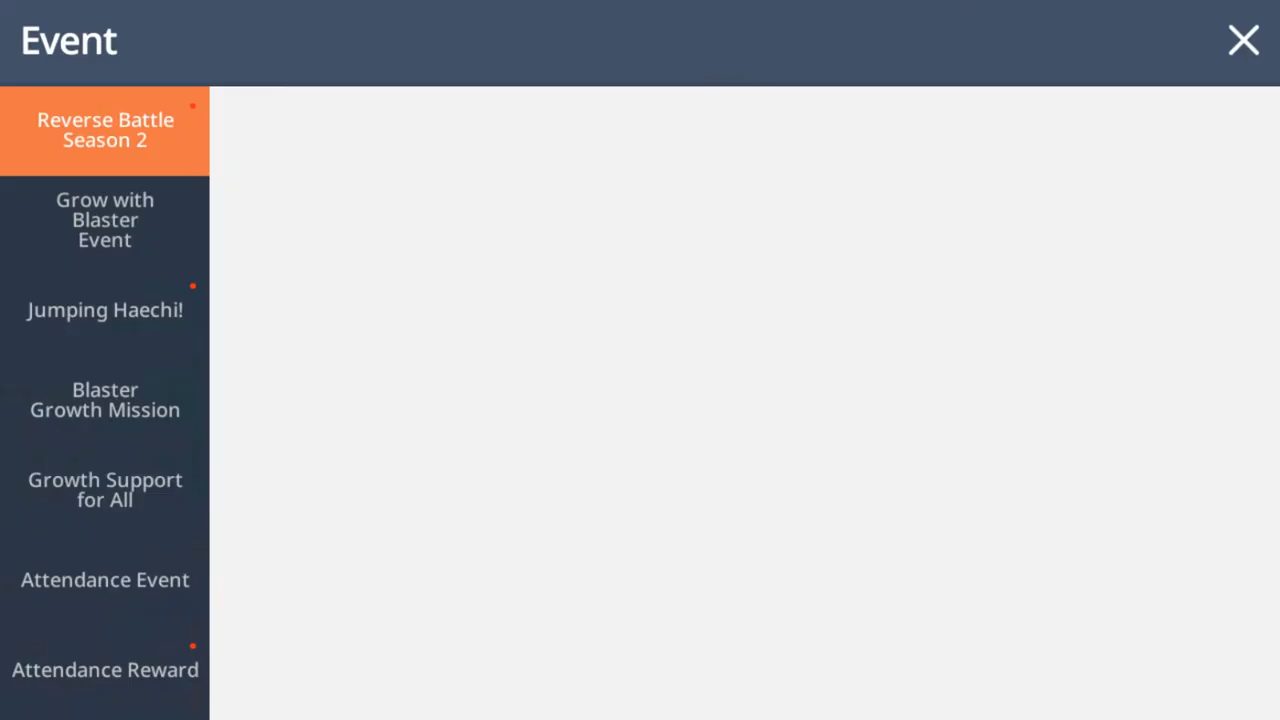 Event
Reverse Battle
Season 2
Grow with
Blaster
Event
Jumping Haechi!
Blaster
Growth Mission
Growth Support
for All
Attendance Event
Attendance Reward